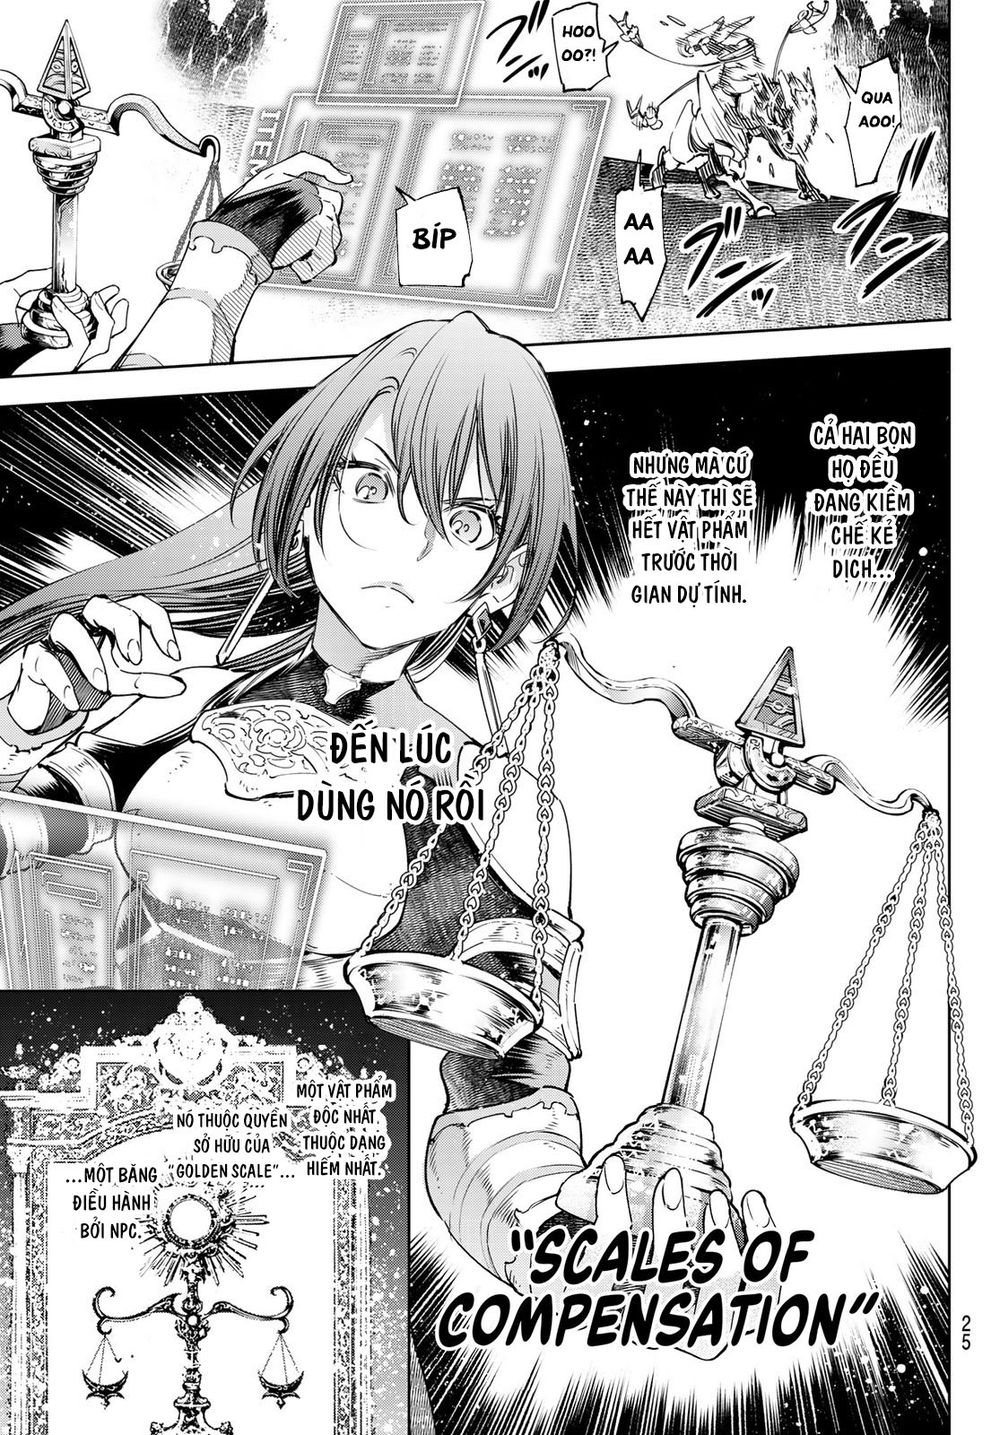 QUA
AOO!
HOO
OO?!
AA
AA
BÍP
ITEM
CẢ HAI BỌN
HỌ ĐỀU
ĐANG KIỀM
CHẾ KẺ
DỊCH...
NHƯNG MÀ CỨ
THẾ NÀY THÌ SẼ
HẾT VẬT PHẨM
TRƯỚC THỜI
GIAN DỰ TÍNH.
ĐẾN LÚC
DÙNG NÓ RỒI
MỘT VẬT PHẨM
ĐỘC NHẤT.
THUỘC DẠNG
HIẾM NHẤT.
NÓ THUỘC QUYỀN
SỞ HỮU CỦA
"GOLDEN SCALE"...
...MỘT BĂNG
ĐIỀU HÀNH
BỞI NPC.
"SCALES OF
COMPENSATION"
25